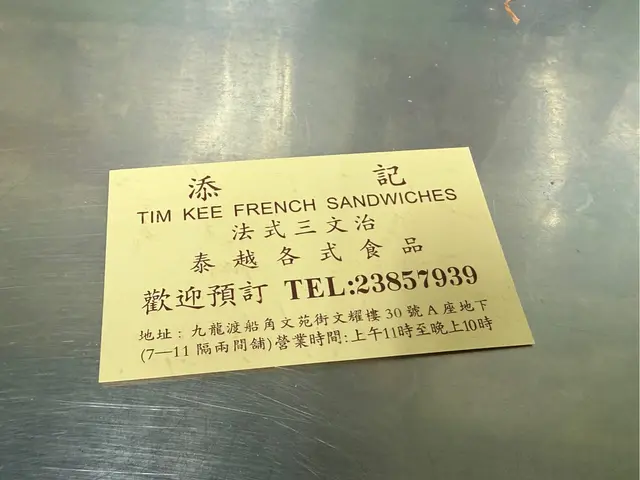 添記
TIM KEE FRENCH SANDWICHES
法式三文治
泰越各式食品
歡迎預訂 TEL:23857939
地址：九龍渡船角文苑街文耀樓30號A座地下
(7—11隔兩間舖)營業時間:上午11時至晚上10時